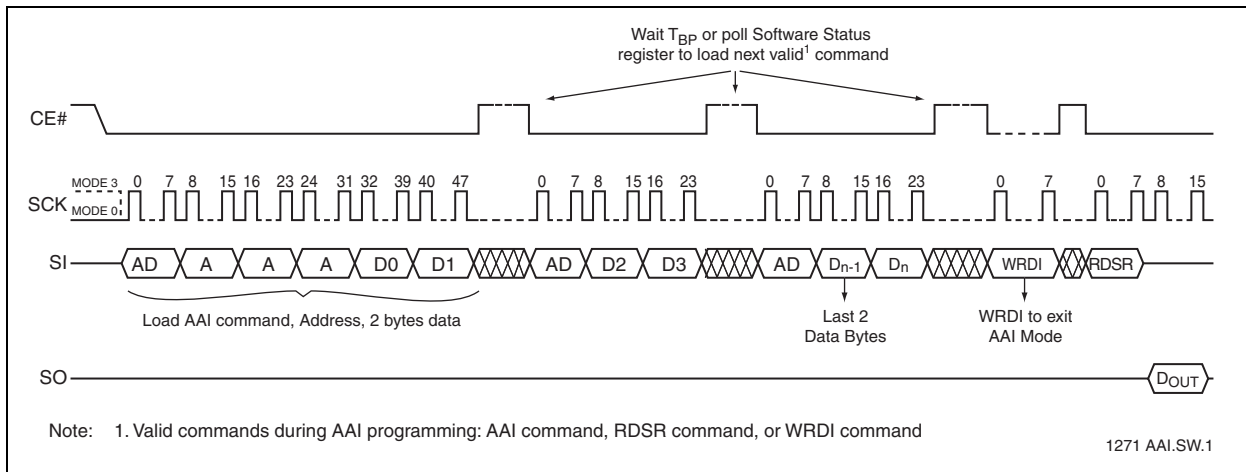 Wait TBP or poll Software Status
register to load next valid1 command
CE#
MODE 3
MODE 0
SCK
0 7 8 15 16 23 24 31 32 39 40 47 0 7 8 15 16 23 0 7 8 15 16 23 0 7 0 7 8 15
SI
AD A A A D0 D1 AD D2 D3 AD Dn-1 Dn WRDI RDSR
Load AAI command, Address, 2 bytes data
Last 2
Data Bytes
WRDI to exit
AAI Mode
SO
DOUT
Note: 1. Valid commands during AAI programming: AAI command, RDSR command, or WRDI command
1271 AAI.SW.1